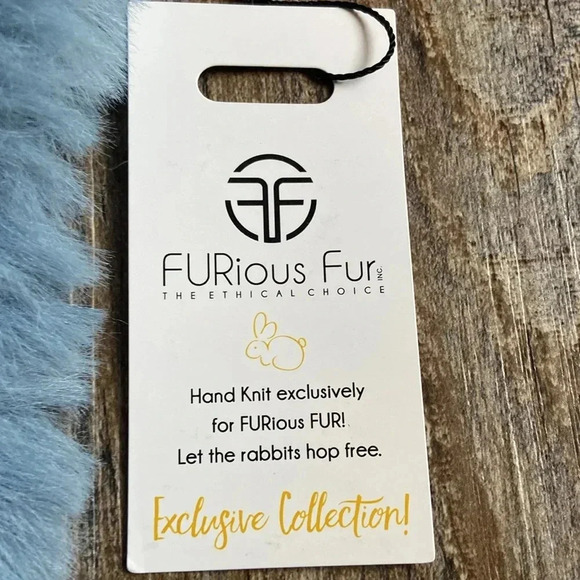 FF
FURious Fur INC.
THE ETHICAL CHOICE
Hand Knit exclusively
for FURious FUR!
Let the rabbits hop free.
Exclusive Collection!